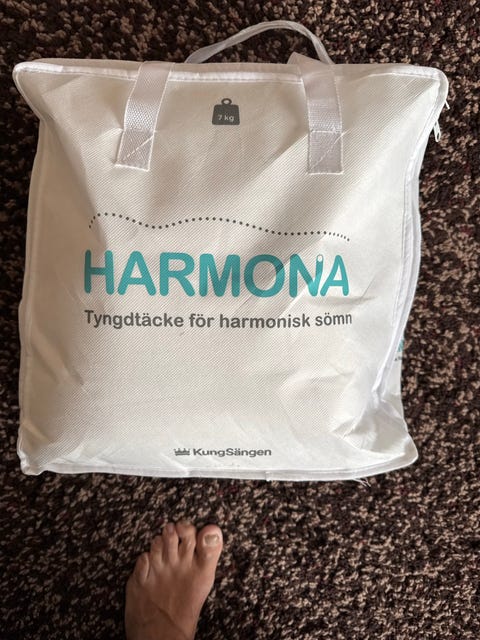 7 kg
HARMONA
Tyngdtäcke för harmonisk sömn
KungSängen